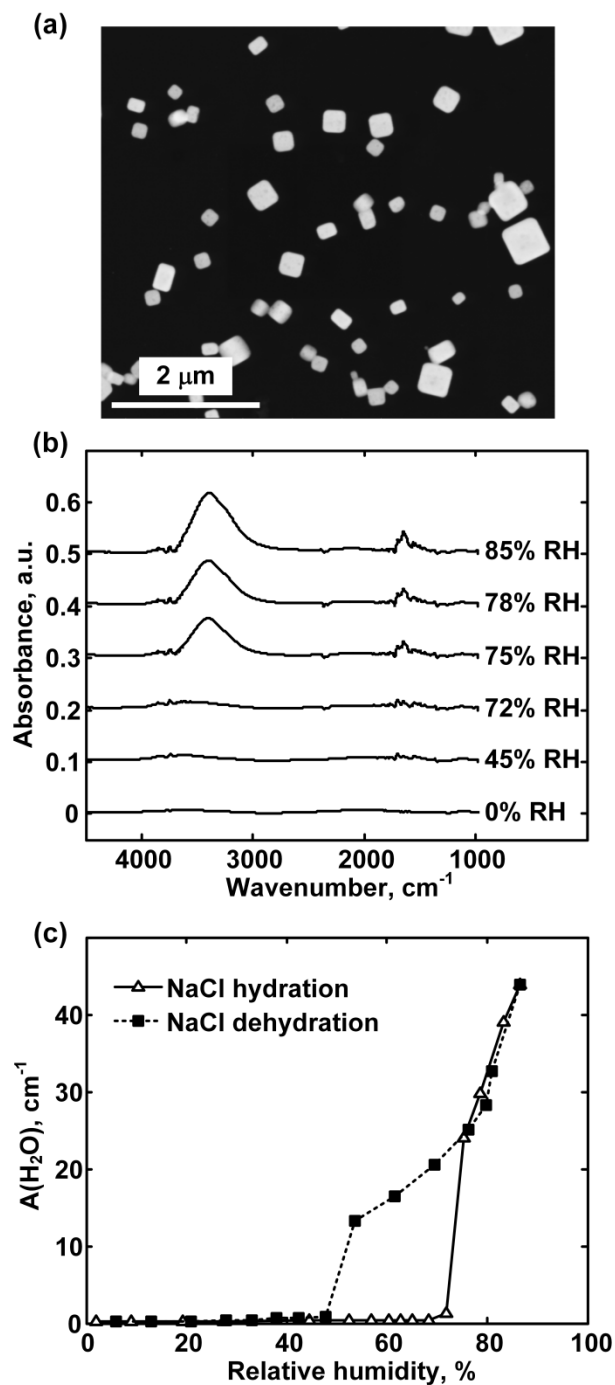 (a)
2 μm
(b)
Absorbance, a.u.
0.6
0.5
0.4
0.3
0.2
0.1
0
85% RH
78% RH
75% RH
72% RH
45% RH
0% RH
4000 3000 2000 1000
Wavenumber, cm⁻¹
(c)
A(H₂O), cm⁻¹
NaCl hydration
NaCl dehydration
40
30
20
10
0
0 20 40 60 80 100
Relative humidity, %